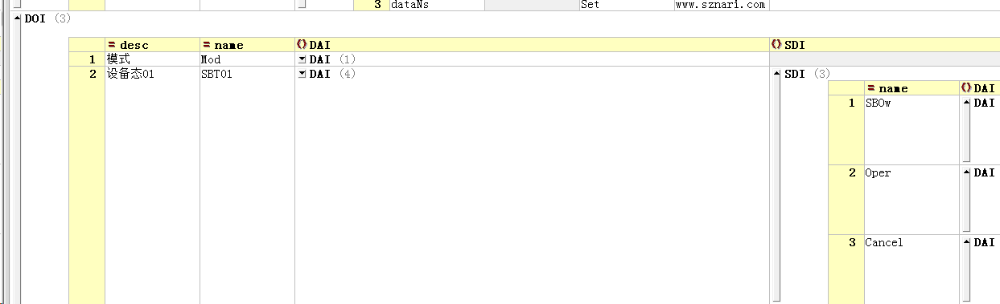 3 dataNs Set www.sznari.com
DOI (3)
= desc = name DAI SDI
1 模式 Mod DAI (1)
2 设备态01 SBT01 DAI (4) SDI (3)
= name DAI
1 SBOw DAI
2 Oper DAI
3 Cancel DAI